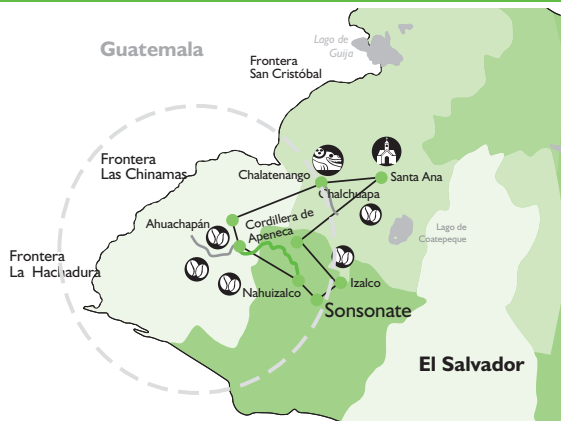 Guatemala
Lago de
Guija
Frontera
San Cristóbal
Frontera
Las Chinamas
Chalatenango
Santa Ana
Chalchuapa
Ahuachapán
Cordillera de
Apeneca
Lago de
Coatepeque
Frontera
La Hachadura
Nahuizalco
Izalco
Sonsonate
El Salvador